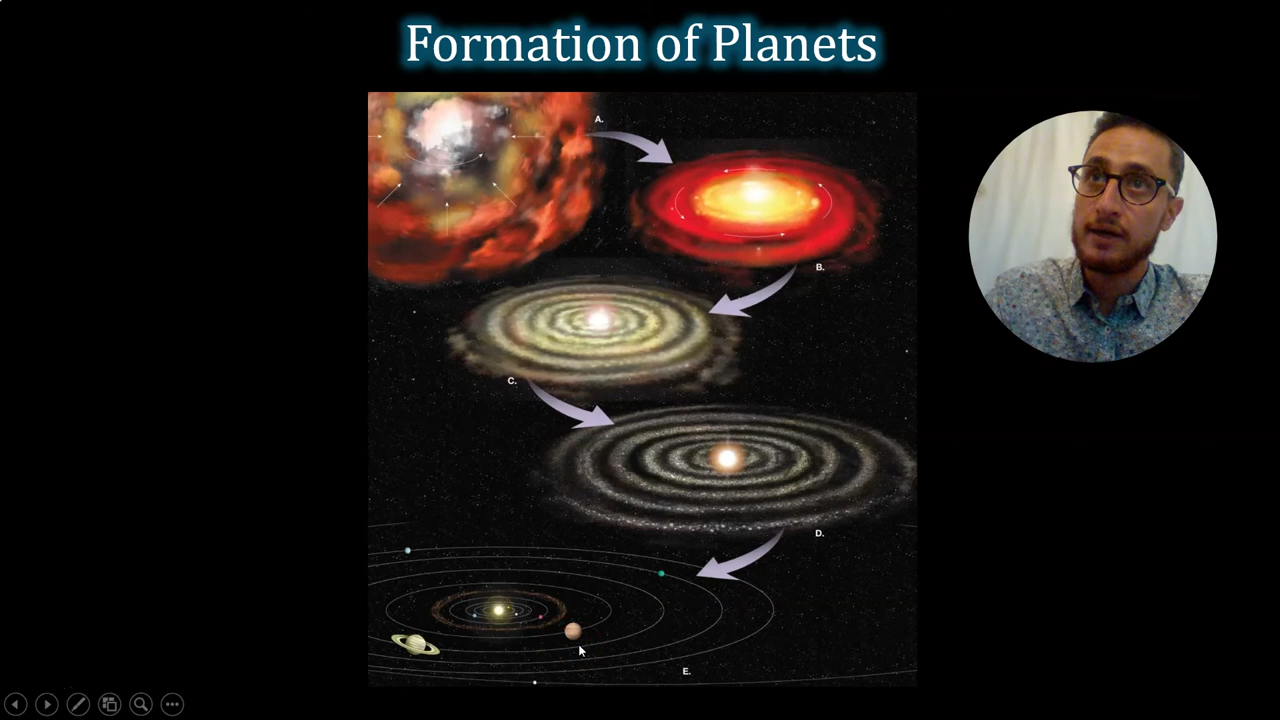 Formation of Planets
A.
B.
C.
D.
E.